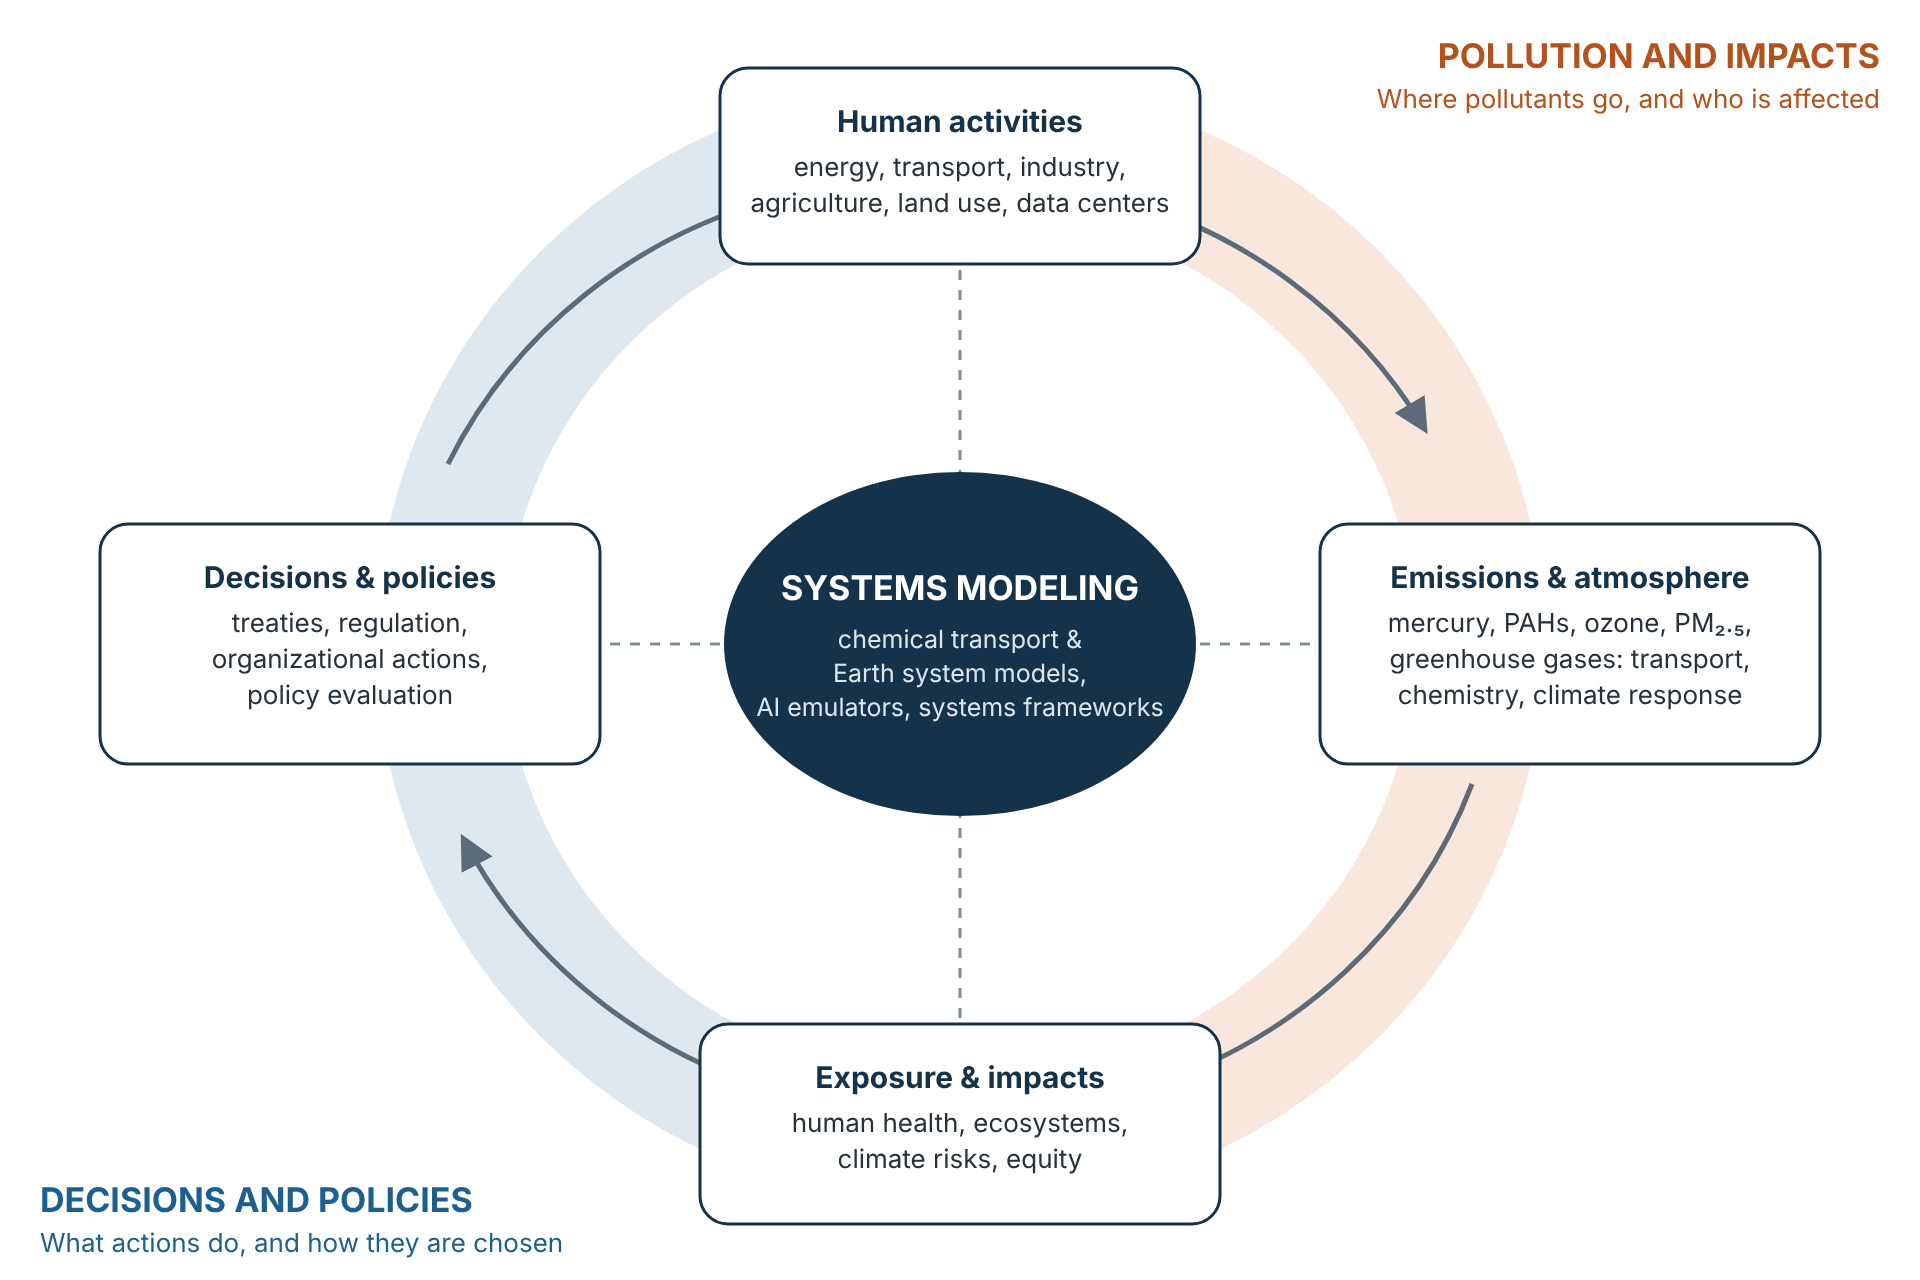 POLLUTION AND IMPACTS
Where pollutants go, and who is affected
Human activities
energy, transport, industry,
agriculture, land use, data centers
Decisions & policies
treaties, regulation,
organizational actions,
policy evaluation
SYSTEMS MODELING
chemical transport &
Earth system models,
AI emulators, systems frameworks
Emissions & atmosphere
mercury, PAHs, ozone, PM₂.₅,
greenhouse gases: transport,
chemistry, climate response
Exposure & impacts
human health, ecosystems,
climate risks, equity
DECISIONS AND POLICIES
What actions do, and how they are chosen